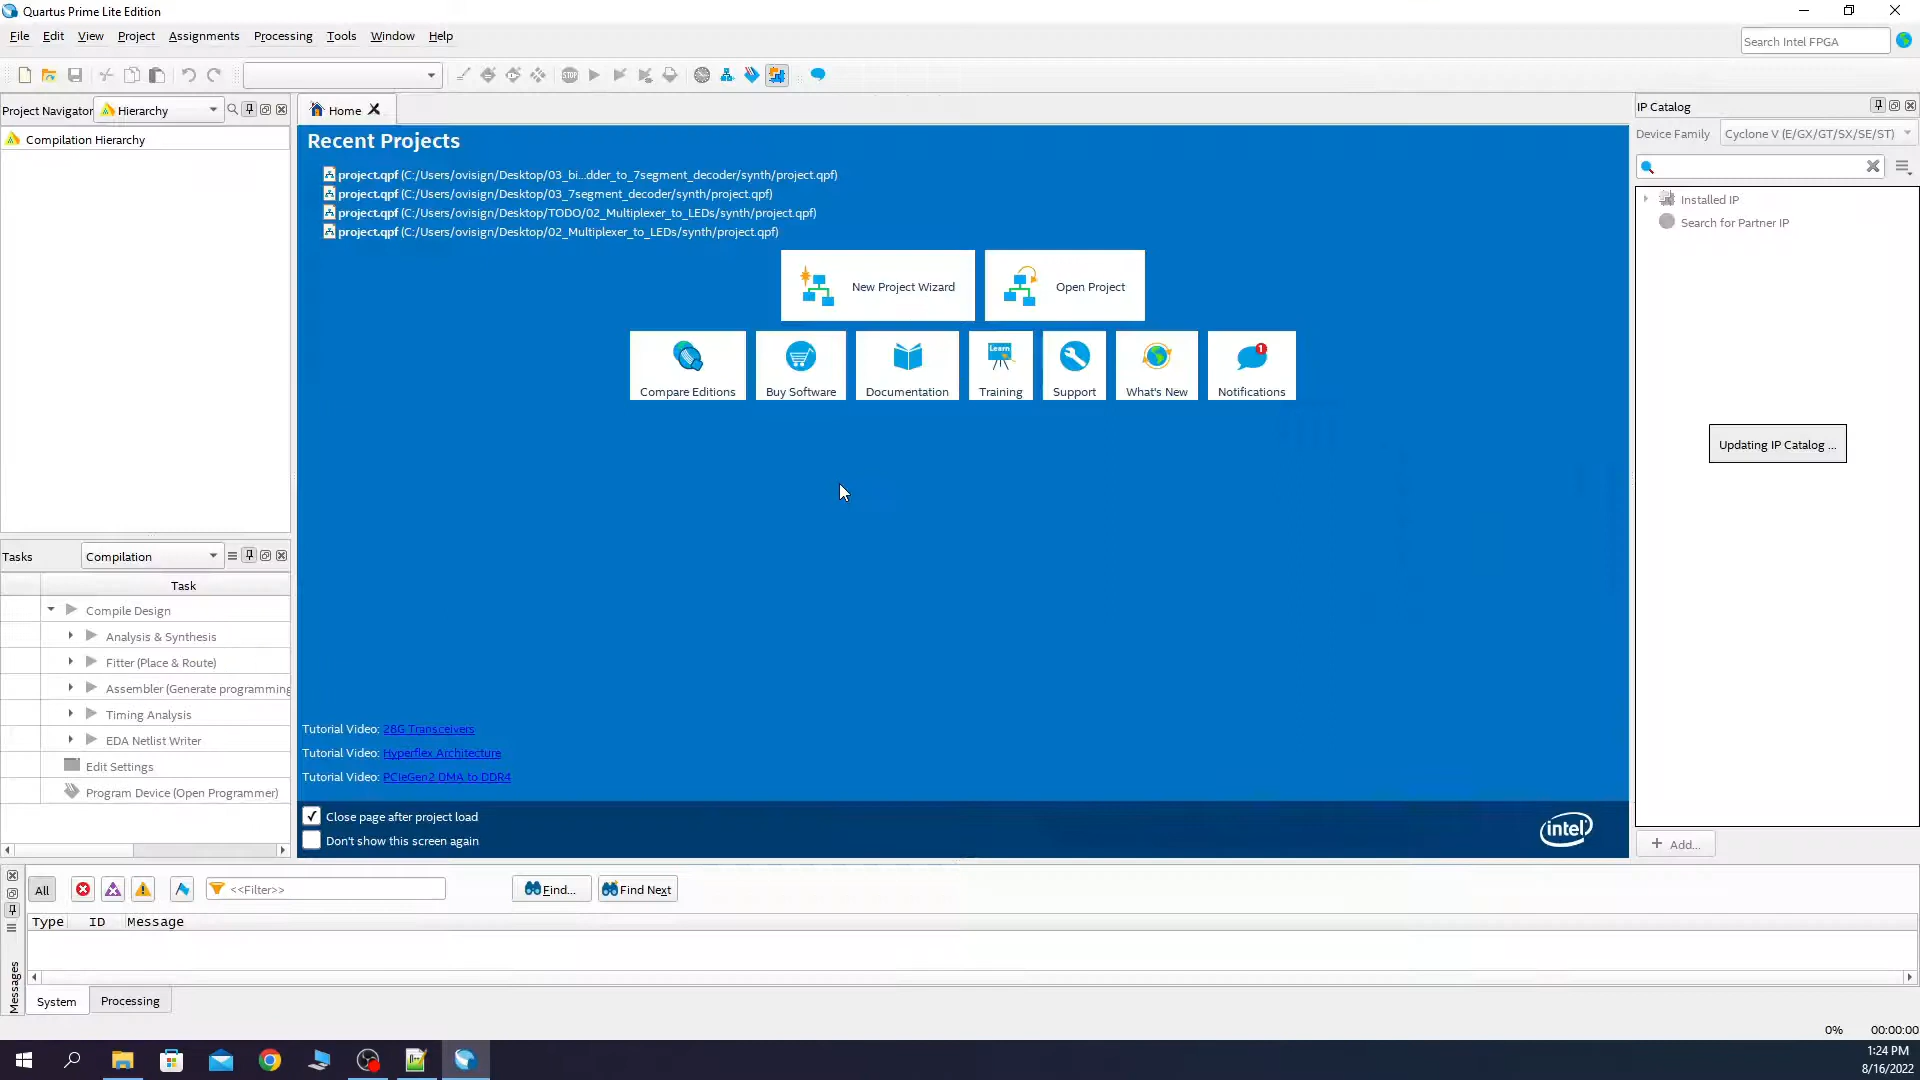 Quartus Prime Lite Edition
File Edit View Project Assignments Processing Tools Window Help
Search Intel FPGA
Project Navigator Hierarchy
Compilation Hierarchy
Home
Recent Projects
project.qpf (C:/Users/ovisign/Desktop/03_bi...dder_to_7segment_decoder/synth/project.qpf)
project.qpf (C:/Users/ovisign/Desktop/03_7segment_decoder/synth/project.qpf)
project.qpf (C:/Users/ovisign/Desktop/TODO/02_Multiplexer_to_LEDs/synth/project.qpf)
project.qpf (C:/Users/ovisign/Desktop/02_Multiplexer_to_LEDs/synth/project.qpf)
New Project Wizard
Open Project
Compare Editions
Buy Software
Documentation
Learn
Training
Support
What's New
1
Notifications
Tutorial Video: 28G Transceivers
Tutorial Video: Hyperflex Architecture
Tutorial Video: PCIeGen2 DMA to DDR4
Close page after project load
Don't show this screen again
intel
IP Catalog
Device Family Cyclone V (E/GX/GT/SX/SE/ST)
Installed IP
Search for Partner IP
Updating IP Catalog ...
+ Add...
Tasks Compilation
Task
Compile Design
Analysis & Synthesis
Fitter (Place & Route)
Assembler (Generate programming
Timing Analysis
EDA Netlist Writer
Edit Settings
Program Device (Open Programmer)
All <<Filter>> Find... Find Next
Type ID Message
Messages
System Processing
0% 00:00:00
1:24 PM
8/16/2022